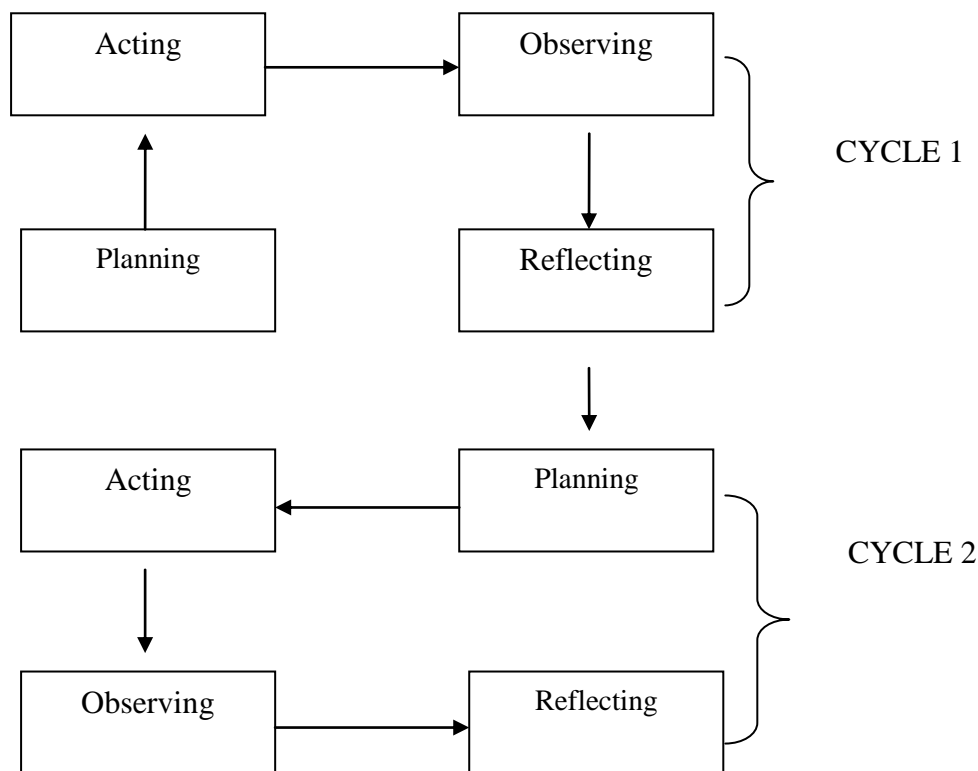 Acting
Observing
CYCLE 1
Planning
Reflecting
Acting
Planning
CYCLE 2
Observing
Reflecting